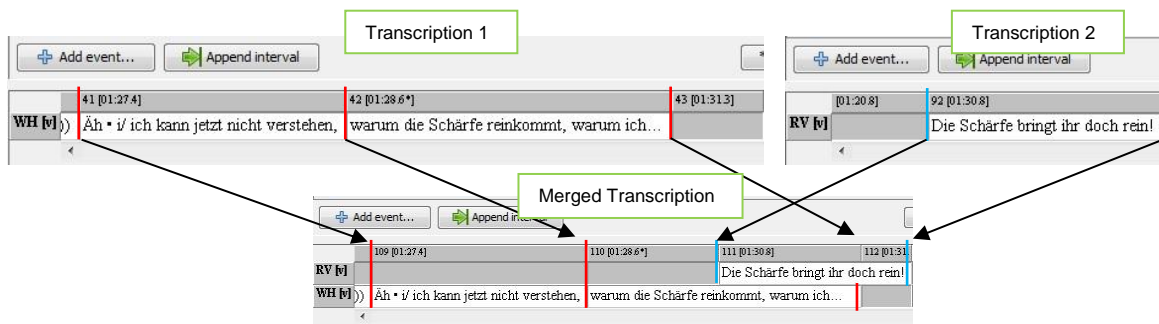 Transcription 1
Transcription 2
Add event... Append interval
Add event... Append interval
41 [01:27.4] 42 [01:28.6*] 43 [01:31.3]
[01:20.8] 92 [01:30.8]
WH [v] )) Äh • i/ ich kann jetzt nicht verstehen, warum die Schärfe reinkommt, warum ich...
RV [v] Die Schärfe bringt ihr doch rein!
Merged Transcription
Add event... Append
109 [01:27.4] 110 [01:28.6*] 111 [01:30.8] 112 [01:31
RV [v] Die Schärfe bringt ihr doch rein!
WH [v] )) Äh • i/ ich kann jetzt nicht verstehen, warum die Schärfe reinkommt, warum ich...